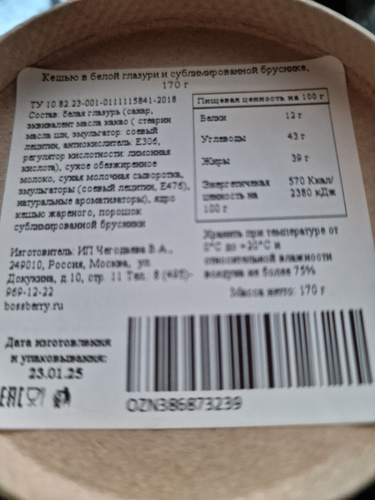 Кешью в белой глазури и сублимированной бруснике,
170 г
ТУ 10.82.23-001-0111115841-2018
Состав: белая глазурь (сахар,
эквивалент масла какао ( стеарин
масла ши, эмульгатор: соевый
лецитин, антиокислитель: Е306,
регулятор кислотности: лимонная
кислота), сухое обезжиренное
молоко, сухая молочная сыворотка,
эмульгаторы (соевый лецитин, Е476),
натуральные ароматизаторы), ядро
кешью жареного, порошок
сублимированной брусники
Пищевая ценность на 100 г
Белки 12 г
Углеводы 43 г
Жиры 39 г
Энергетическая 570 Ккал/
ценность на 2380 кДж
100 г
Хранить при температуре от
0°С до +20°С и
относительной влажности
воздуха не более 75%
Масса нетто: 170 г
Изготовитель: ИП Чегодаева В.А.,
249010, Россия, Москва, ул.
Докукина, д.10, стр. 11 Тел. 8 (495)-
969-12-22
bossberry.ru
Дата изготовления
и упаковывания:
23.01.25
EAC
OZN386873239